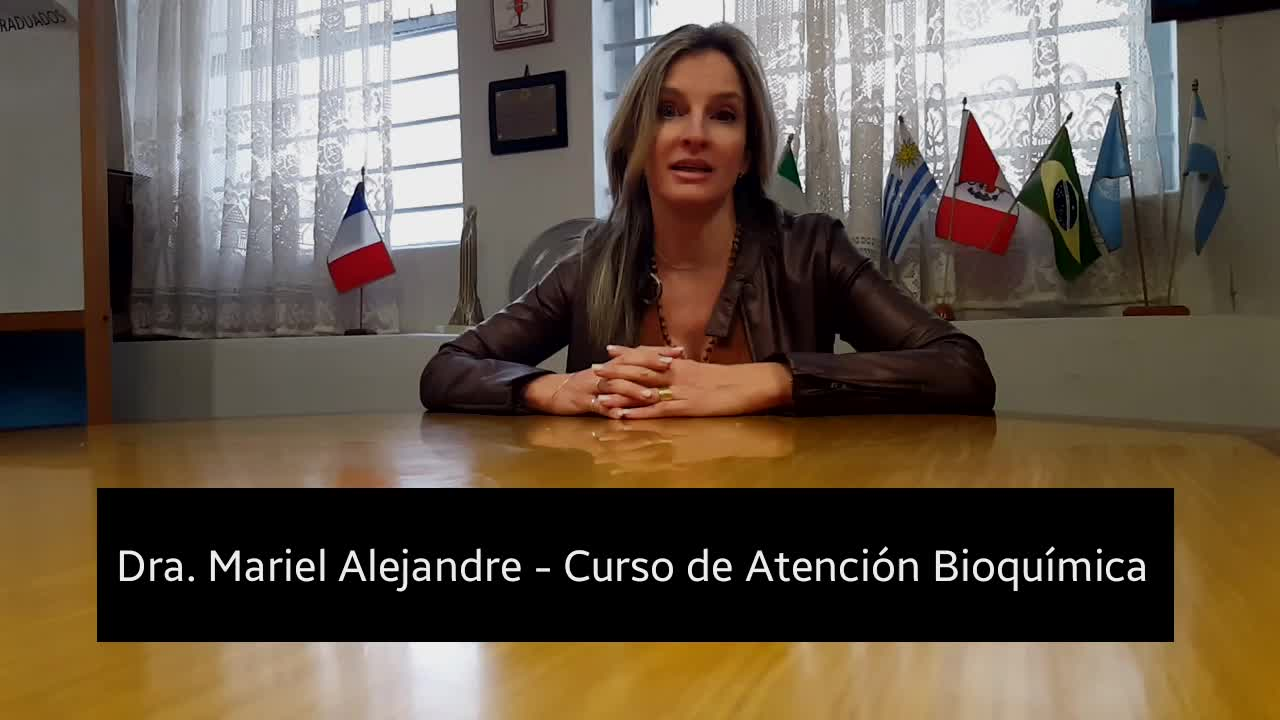 RADUADOS
Dra. Mariel Alejandre - Curso de Atención Bioquímica